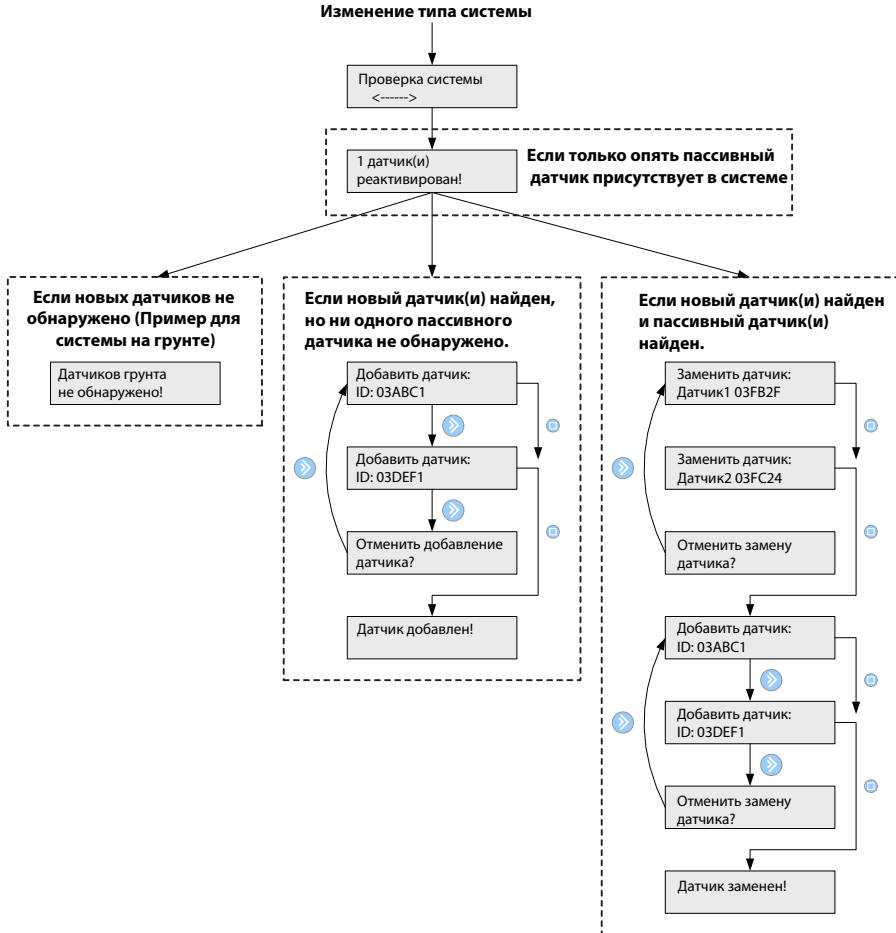 Изменение типа системы
Проверка системы
<------>
1 датчик(и)
реактивирован!
Если только опять пассивный
датчик присутствует в системе
Если новых датчиков не
обнаружено (Пример для
системы на грунте)
Датчиков грунта
не обнаружено!
Если новый датчик(и) найден,
но ни одного пассивного
датчика не обнаружено.
Добавить датчик:
ID: 03ABC1
Добавить датчик:
ID: 03DEF1
Отменить добавление
датчика?
Датчик добавлен!
Если новый датчик(и) найден
и пассивный датчик(и)
найден.
Заменить датчик:
Датчик1 03FB2F
Заменить датчик:
Датчик2 03FC24
Отменить замену
датчика?
Добавить датчик:
ID: 03ABC1
Добавить датчик:
ID: 03DEF1
Отменить замену
датчика?
Датчик заменен!